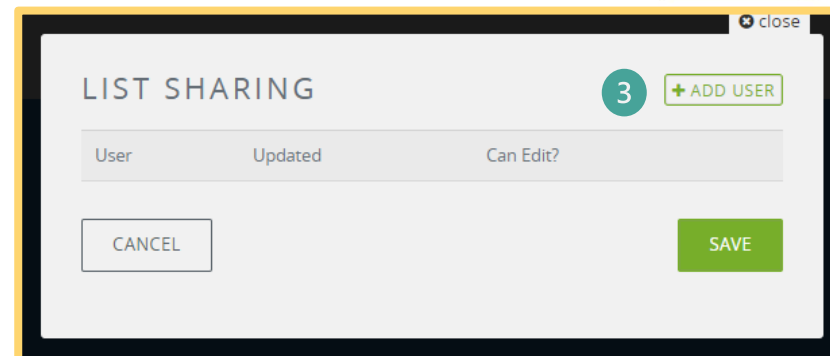 close
LIST SHARING
3
+ ADD USER
User Updated Can Edit?
CANCEL
SAVE